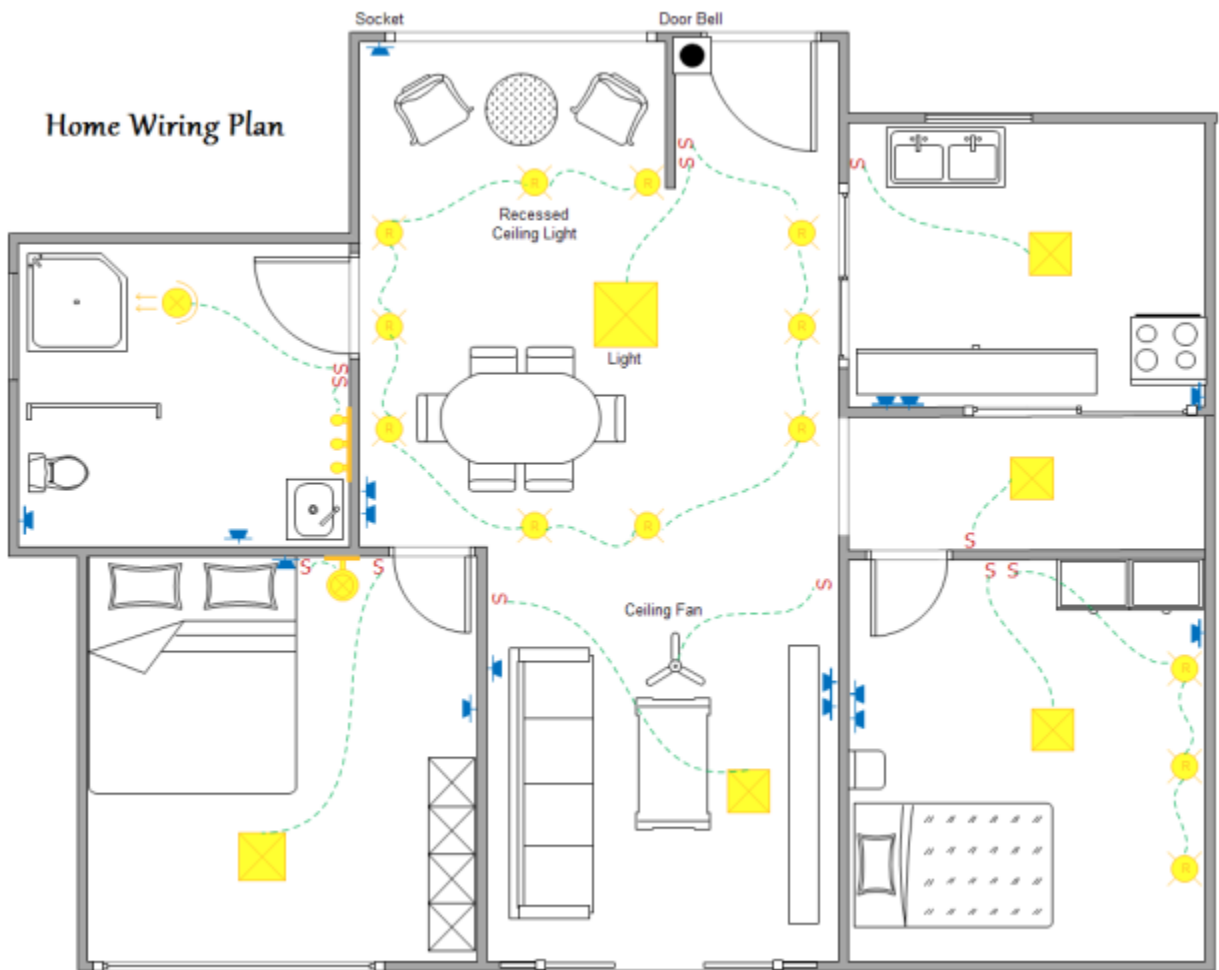 Socket
Door Bell
Home Wiring Plan
S
S
S
R
R
Recessed
Ceiling Light
R
R
R
R
Light
S
S
R
R
R
R
S
S
S
S
S
S
S
Ceiling Fan
R
R
R